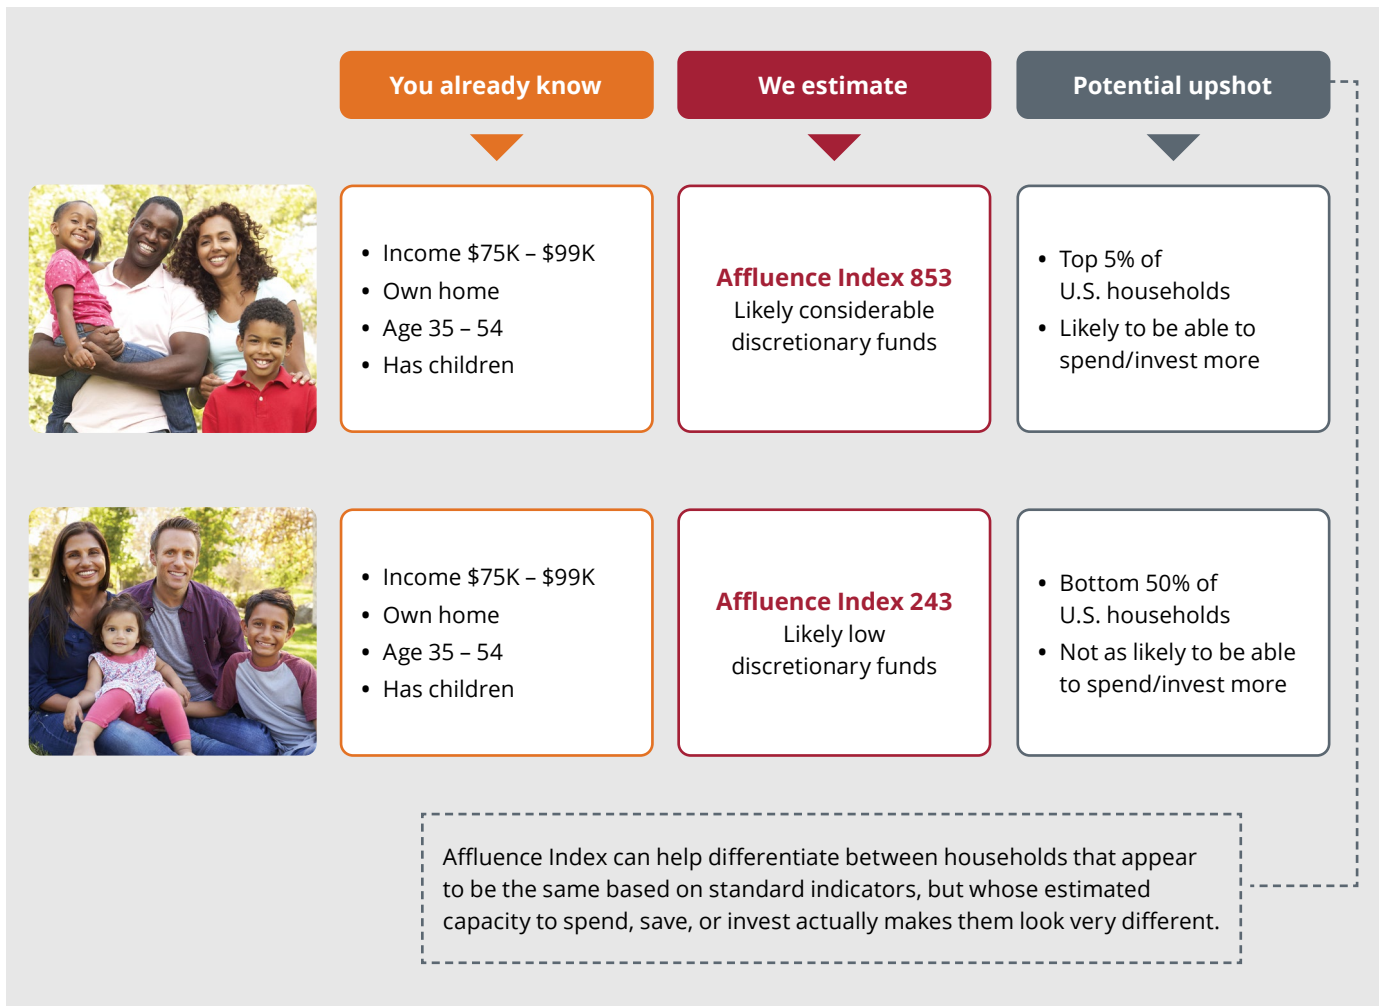 You already know
We estimate
Potential upshot
• Income $75K – $99K
• Own home
• Age 35 – 54
• Has children
Affluence Index 853
Likely considerable
discretionary funds
• Top 5% of
U.S. households
• Likely to be able to
spend/invest more
• Income $75K – $99K
• Own home
• Age 35 – 54
• Has children
Affluence Index 243
Likely low
discretionary funds
• Bottom 50% of
U.S. households
• Not as likely to be able
to spend/invest more
Affluence Index can help differentiate between households that appear
to be the same based on standard indicators, but whose estimated
capacity to spend, save, or invest actually makes them look very different.